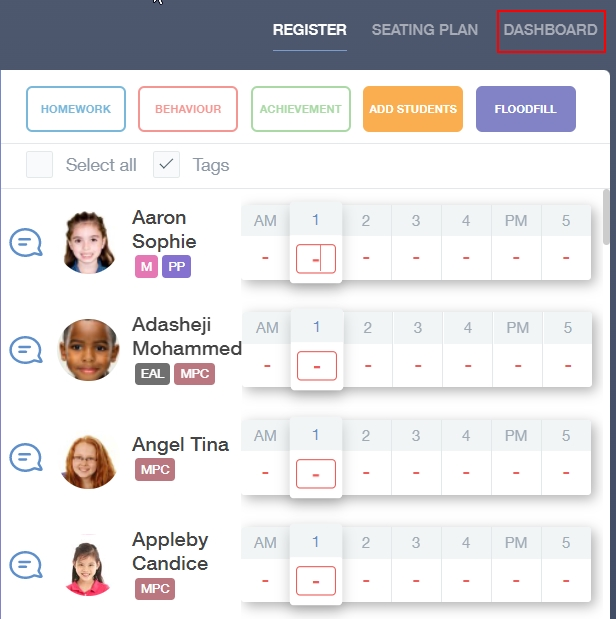 REGISTER SEATING PLAN DASHBOARD
HOMEWORK BEHAVIOUR ACHIEVEMENT ADD STUDENTS FLOODFILL
Select all Tags
Aaron
Sophie
M PP
AM 1 2 3 4 PM 5
- - - - - - -
Adasheji
Mohammed
EAL MPC
AM 1 2 3 4 PM 5
- - - - - - -
Angel Tina
MPC
AM 1 2 3 4 PM 5
- - - - - - -
Appleby
Candice
MPC
AM 1 2 3 4 PM 5
- - - - - - -